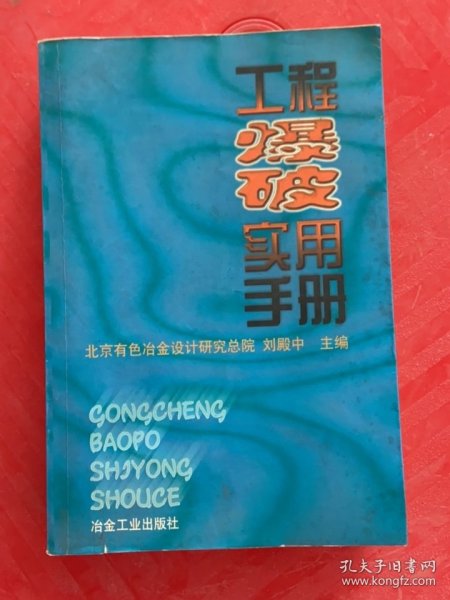 工程
爆破
实用
手册
北京有色冶金设计研究总院 刘殿中 主编
GONGCHENG
BAOPO
SHIYONG
SHOUCE
冶金工业出版社
孔夫子旧书网
www.kongfz.com